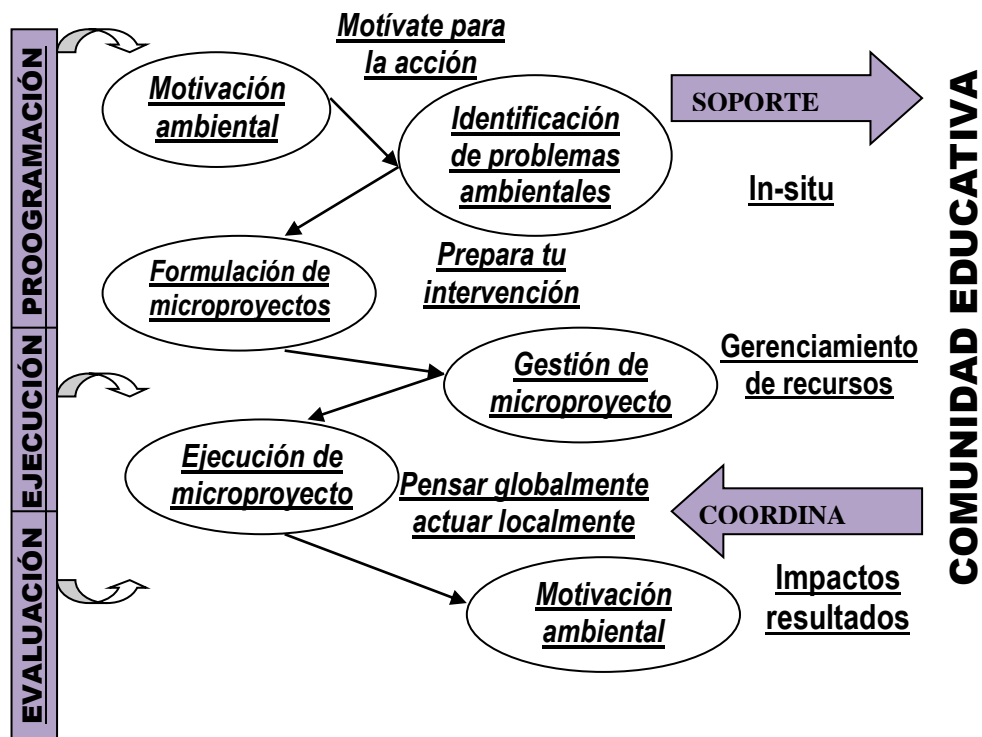 PROOGRAMACIÓN
EJECUCIÓN
EVALUACIÓN
Motívate para
la acción
Motivación
ambiental
Identificación
de problemas
ambientales
SOPORTE
In-situ
Formulación de
microproyectos
Prepara tu
intervención
Gestión de
microproyecto
Gerenciamiento
de recursos
Ejecución de
microproyecto
Pensar globalmente
actuar localmente
COORDINA
Motivación
ambiental
Impactos
resultados
COMUNIDAD EDUCATIVA